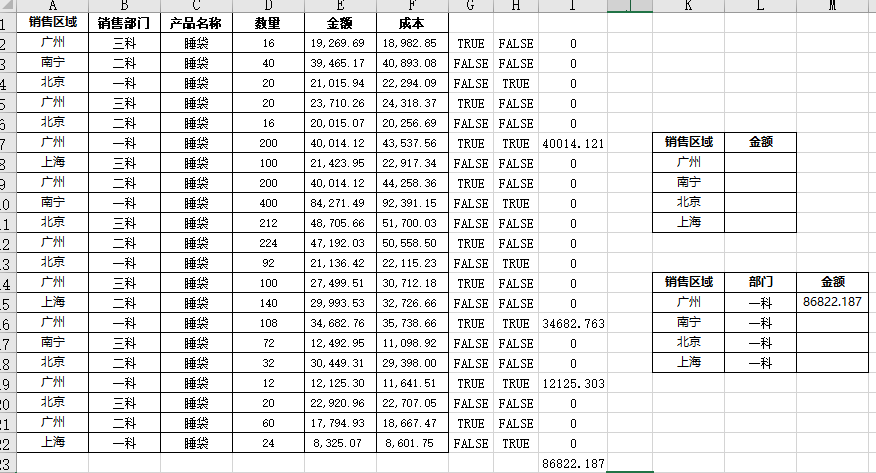 A B C D E F G H I J K L M
1 销售区域 销售部门 产品名称 数量 金额 成本
2 广州 三科 睡袋 16 19,269.69 18,982.85 TRUE FALSE 0
3 南宁 二科 睡袋 40 39,465.17 40,893.08 FALSE FALSE 0
4 北京 一科 睡袋 20 21,015.94 22,294.09 FALSE TRUE 0
5 广州 三科 睡袋 20 23,710.26 24,318.37 TRUE FALSE 0
6 北京 二科 睡袋 16 20,015.07 20,256.69 FALSE FALSE 0
7 广州 一科 睡袋 200 40,014.12 43,537.56 TRUE TRUE 40014.121 销售区域 金额
8 上海 三科 睡袋 100 21,423.95 22,917.34 FALSE FALSE 0 广州
9 广州 二科 睡袋 200 40,014.12 44,258.36 TRUE FALSE 0 南宁
0 南宁 一科 睡袋 400 84,271.49 92,391.15 FALSE TRUE 0 北京
1 北京 三科 睡袋 212 48,705.66 51,700.03 FALSE FALSE 0 上海
2 广州 二科 睡袋 224 47,192.03 50,558.50 TRUE FALSE 0
3 北京 一科 睡袋 92 21,136.42 22,115.23 FALSE TRUE 0
4 广州 三科 睡袋 100 27,499.51 30,712.18 TRUE FALSE 0 销售区域 部门 金额
5 上海 二科 睡袋 140 29,993.53 32,726.66 FALSE FALSE 0 广州 一科 86822.187
6 广州 一科 睡袋 108 34,682.76 35,738.66 TRUE TRUE 34682.763 南宁 一科
7 南宁 三科 睡袋 72 12,492.95 11,098.92 FALSE FALSE 0 北京 一科
8 北京 二科 睡袋 32 30,449.31 29,398.00 FALSE FALSE 0 上海 一科
9 广州 一科 睡袋 12 12,125.30 11,641.51 TRUE TRUE 12125.303
20 北京 三科 睡袋 20 22,920.96 22,707.05 FALSE FALSE 0
21 广州 二科 睡袋 60 17,794.93 18,667.47 TRUE FALSE 0
22 上海 一科 睡袋 24 8,325.07 8,601.75 FALSE TRUE 0
23 86822.187